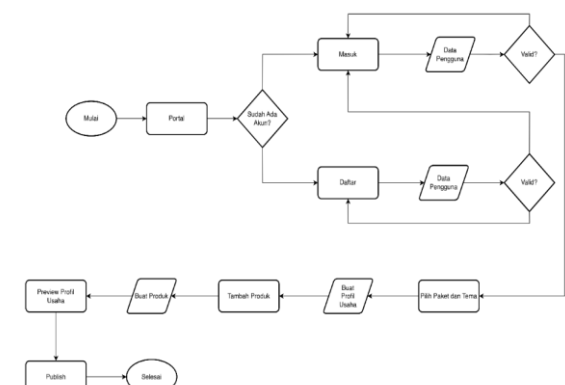 Masuk
Data
Pengguna
Valid?
Mulai
Portal
Sudah Ada
Akun?
Daftar
Data
Pengguna
Valid?
Preview Profil
Usaha
Buat Produk
Tambah Produk
Buat
Profil
Usaha
Pilih Paket dan Tema
Publish
Selesai